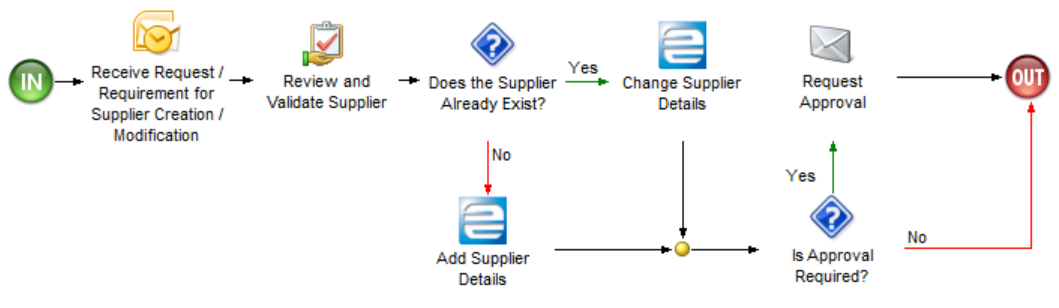 IN
Receive Request /
Requirement for
Supplier Creation /
Modification
Review and
Validate Supplier
Does the Supplier
Already Exist?
Yes
Change Supplier
Details
Request
Approval
OUT
No
Add Supplier
Details
Yes
Is Approval
Required?
No